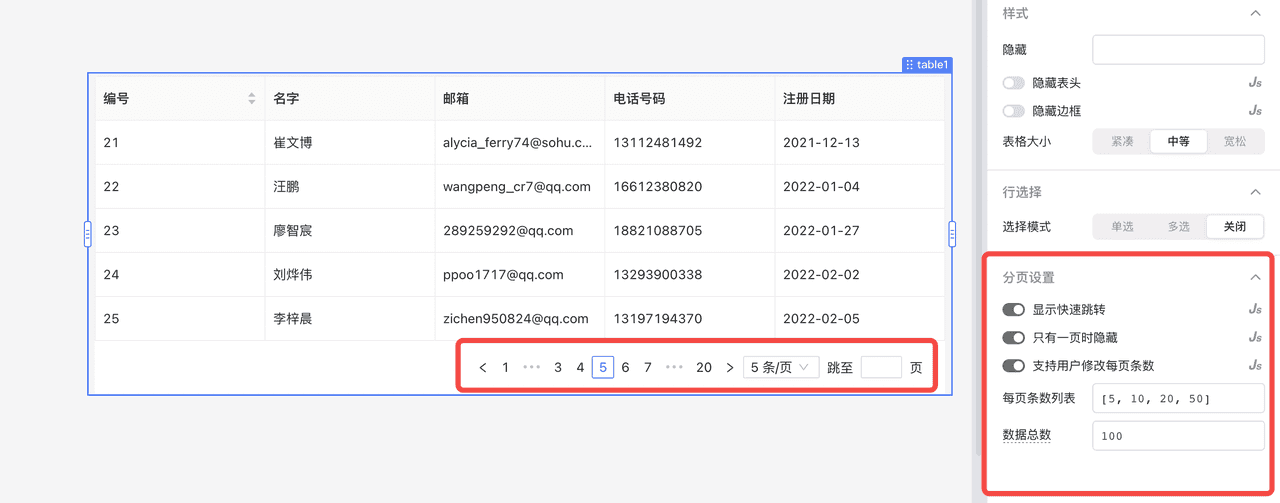 table1
编号 名字 邮箱 电话号码 注册日期
21 崔文博 alycia_ferry74@sohu.c... 13112481492 2021-12-13
22 汪鹏 wangpeng_cr7@qq.com 16612380820 2022-01-04
23 廖智宸 289259292@qq.com 18821088705 2022-01-27
24 刘烨伟 ppoo1717@qq.com 13293900338 2022-02-02
25 李梓晨 zichen950824@qq.com 13197194370 2022-02-05
< 1 ••• 3 4 5 6 7 ••• 20 > 5 条/页 跳至 页
样式
隐藏
隐藏表头 Js
隐藏边框 Js
表格大小 紧凑 中等 宽松
行选择
选择模式 单选 多选 关闭
分页设置
显示快速跳转 Js
只有一页时隐藏 Js
支持用户修改每页条数 Js
每页条数列表 [5, 10, 20, 50]
数据总数 100